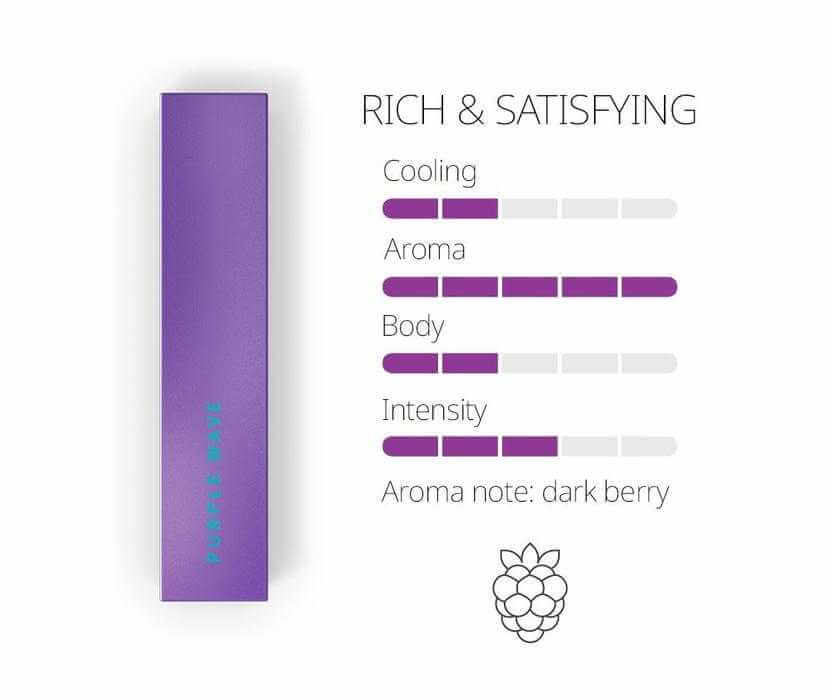 RICH & SATISFYING
Cooling
Aroma
Body
Intensity
Aroma note: dark berry
PURPLE WAVE